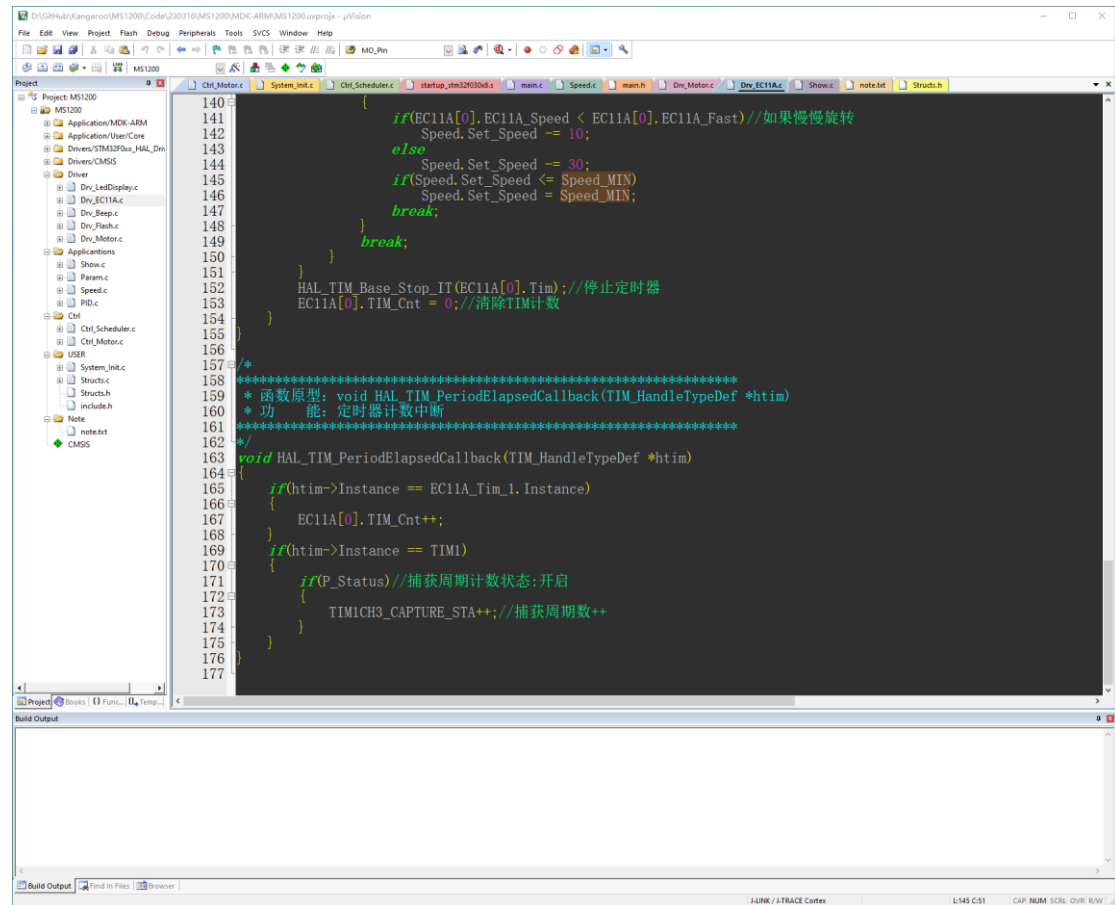 D:\GitHub\Kangaroo\MS1200\Code\230316\MS1200\MDK-ARM\MS1200.uvprojx - µVision
File Edit View Project Flash Debug Peripherals Tools SVCS Window Help
MO_Pin
MS1200
Project
Ctrl_Motor.c System_Init.c Ctrl_Scheduler.c startup_stm32f030x8.s main.c Speed.c main.h Drv_Motor.c Drv_EC11A.c Show.c note.txt Structs.h
Project: MS1200
MS1200
Application/MDK-ARM
Application/User/Core
Drivers/STM32F0xx_HAL_Driv
Drivers/CMSIS
Driver
Drv_LedDisplay.c
Drv_EC11A.c
Drv_Beep.c
Drv_Flash.c
Drv_Motor.c
Applicantions
Show.c
Param.c
Speed.c
PID.c
Ctrl
Ctrl_Scheduler.c
Ctrl_Motor.c
USER
System_Init.c
Structs.c
Structs.h
include.h
Note
note.txt
CMSIS
Project Books {} Func... 0→ Temp...
140 {
141 if(EC11A[0].EC11A_Speed < EC11A[0].EC11A_Fast)//如果慢慢旋转
142 Speed.Set_Speed -= 10;
143 else
144 Speed.Set_Speed -= 30;
145 if(Speed.Set_Speed <= Speed_MIN)
146 Speed.Set_Speed = Speed_MIN;
147 break;
148 }
149 break;
150 }
151 }
152 HAL_TIM_Base_Stop_IT(EC11A[0].Tim);//停止定时器
153 EC11A[0].TIM_Cnt = 0;//清除TIM计数
154 }
155 }
156
157 /*
158 *****************************************************************
159 * 函数原型: void HAL_TIM_PeriodElapsedCallback(TIM_HandleTypeDef *htim)
160 * 功 能: 定时器计数中断
161 *****************************************************************
162 */
163 void HAL_TIM_PeriodElapsedCallback(TIM_HandleTypeDef *htim)
164 {
165 if(htim->Instance == EC11A_Tim_1.Instance)
166 {
167 EC11A[0].TIM_Cnt++;
168 }
169 if(htim->Instance == TIM1)
170 {
171 if(P_Status)//捕获周期计数状态:开启
172 {
173 TIM1CH3_CAPTURE_STA++;//捕获周期数++
174 }
175 }
176 }
177
Build Output
Build Output Find In Files Browser
J-LINK / J-TRACE Cortex L:145 C:51 CAP NUM SCRL OVR R/W